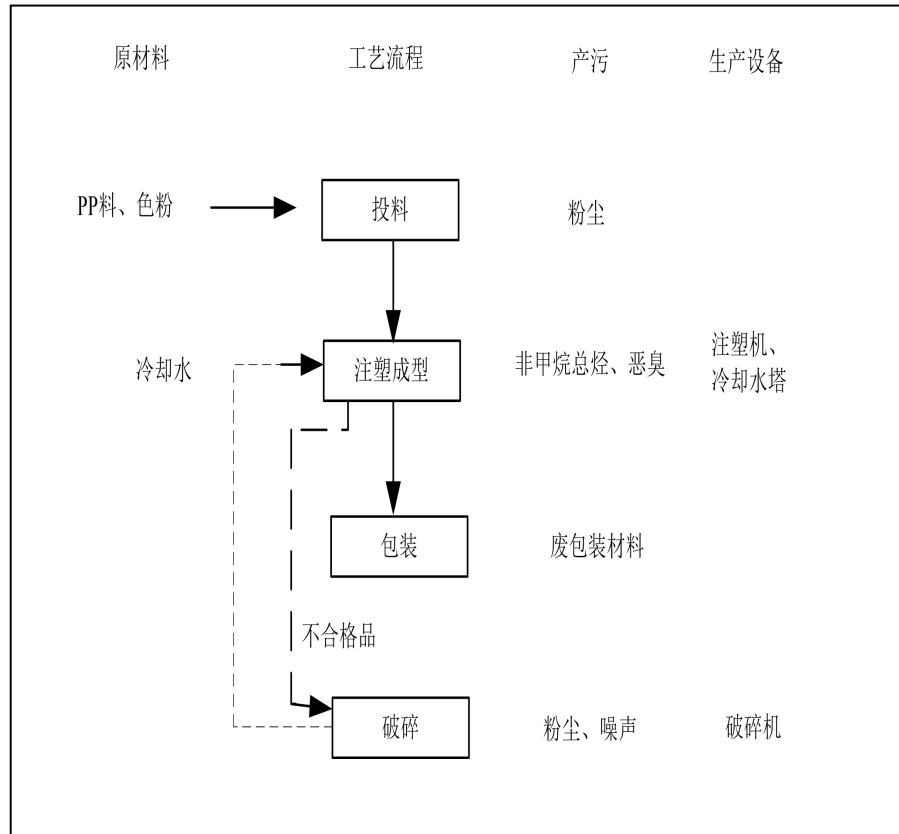 原材料 工艺流程 产污 生产设备
PP料、色粉 投料 粉尘
冷却水 注塑成型 非甲烷总烃、恶臭 注塑机、
冷却水塔
包装 废包装材料
不合格品
破碎 粉尘、噪声 破碎机